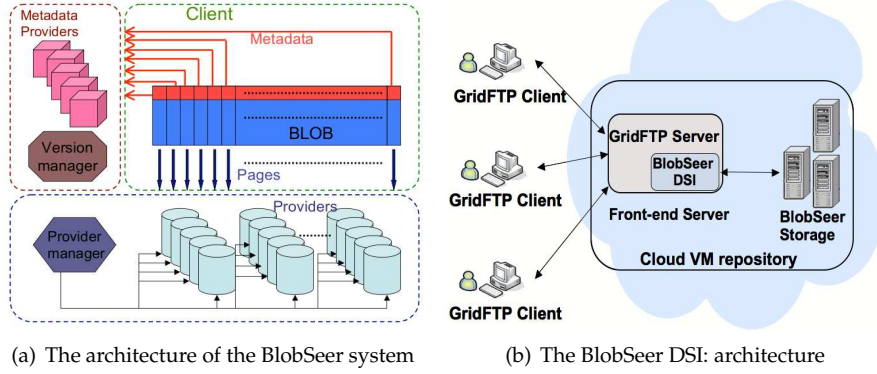 Metadata
Providers
Client
Metadata
BLOB
Version
manager
Pages
Providers
Provider
manager
(a) The architecture of the BlobSeer system
GridFTP Client
GridFTP Client
GridFTP Client
GridFTP Server
BlobSeer
DSI
Front-end Server
BlobSeer
Storage
Cloud VM repository
(b) The BlobSeer DSI: architecture